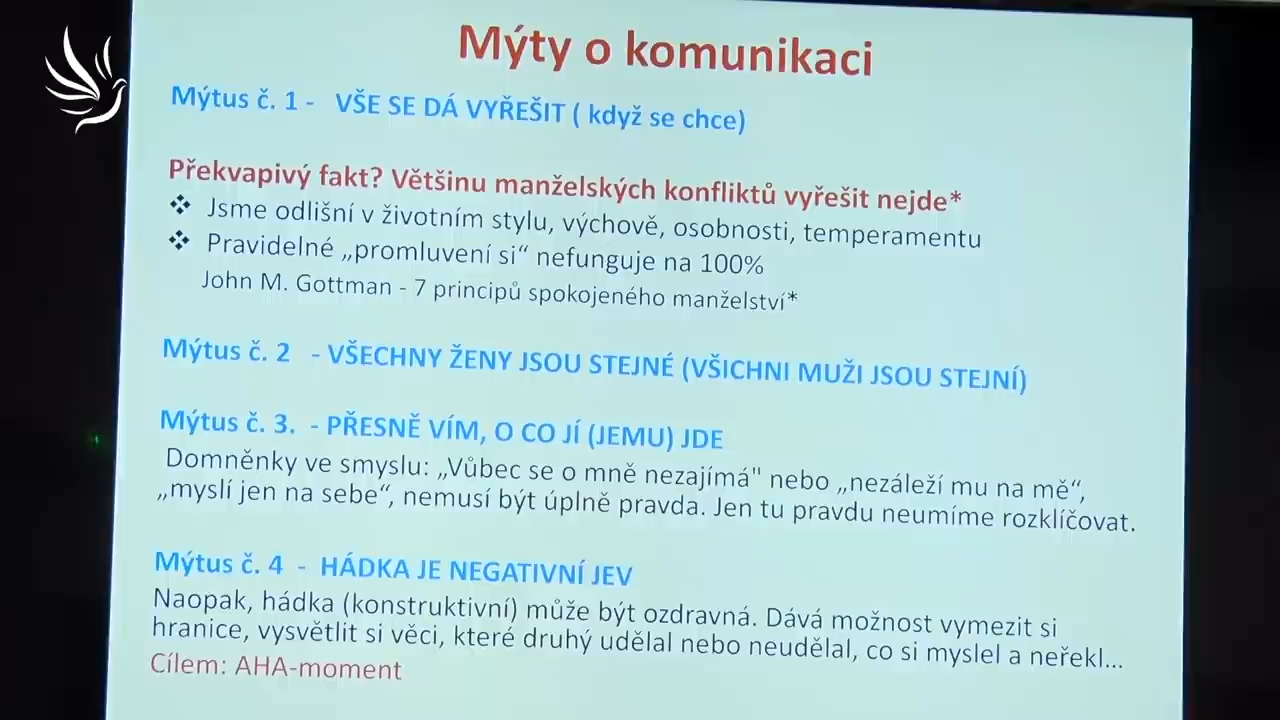 Mýty o komunikaci
Mýtus č. 1 - VŠE SE DÁ VYŘEŠIT ( když se chce)
Překvapivý fakt? Většinu manželských konfliktů vyřešit nejde*
❖ Jsme odlišní v životním stylu, výchově, osobnosti, temperamentu
❖ Pravidelné „promluvení si“ nefunguje na 100%
John M. Gottman - 7 principů spokojeného manželství*
Mýtus č. 2 - VŠECHNY ŽENY JSOU STEJNÉ (VŠICHNI MUŽI JSOU STEJNÍ)
Mýtus č. 3. - PŘESNĚ VÍM, O CO JÍ (JEMU) JDE
Domněnky ve smyslu: „Vůbec se o mně nezajímá" nebo „nezáleží mu na mě“,
„myslí jen na sebe“, nemusí být úplně pravda. Jen tu pravdu neumíme rozklíčovat.
Mýtus č. 4 - HÁDKA JE NEGATIVNÍ JEV
Naopak, hádka (konstruktivní) může být ozdravná. Dává možnost vymezit si
hranice, vysvětlit si věci, které druhý udělal nebo neudělal, co si myslel a neřekl...
Cílem: AHA-moment